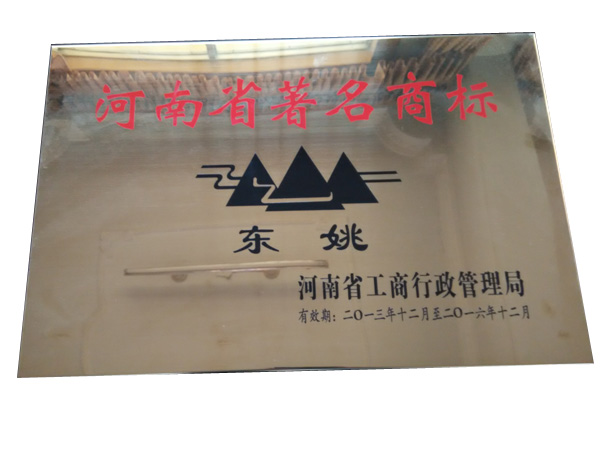 河南省著名商标
东姚
河南省工商行政管理局
有效期：二〇一三年十二月至二〇一六年十二月